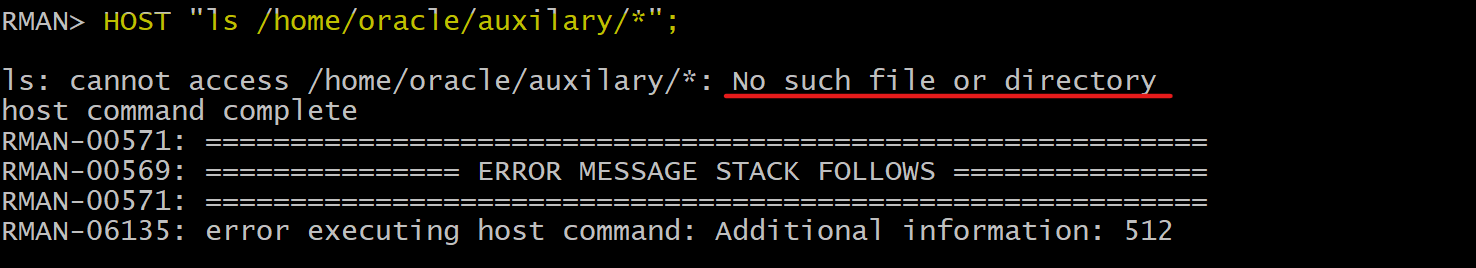 RMAN> HOST "ls /home/oracle/auxilary/*";
ls: cannot access /home/oracle/auxilary/*: No such file or directory
host command complete
RMAN-00571: ===========================================================
RMAN-00569: =============== ERROR MESSAGE STACK FOLLOWS ===============
RMAN-00571: ===========================================================
RMAN-06135: error executing host command: Additional information: 512